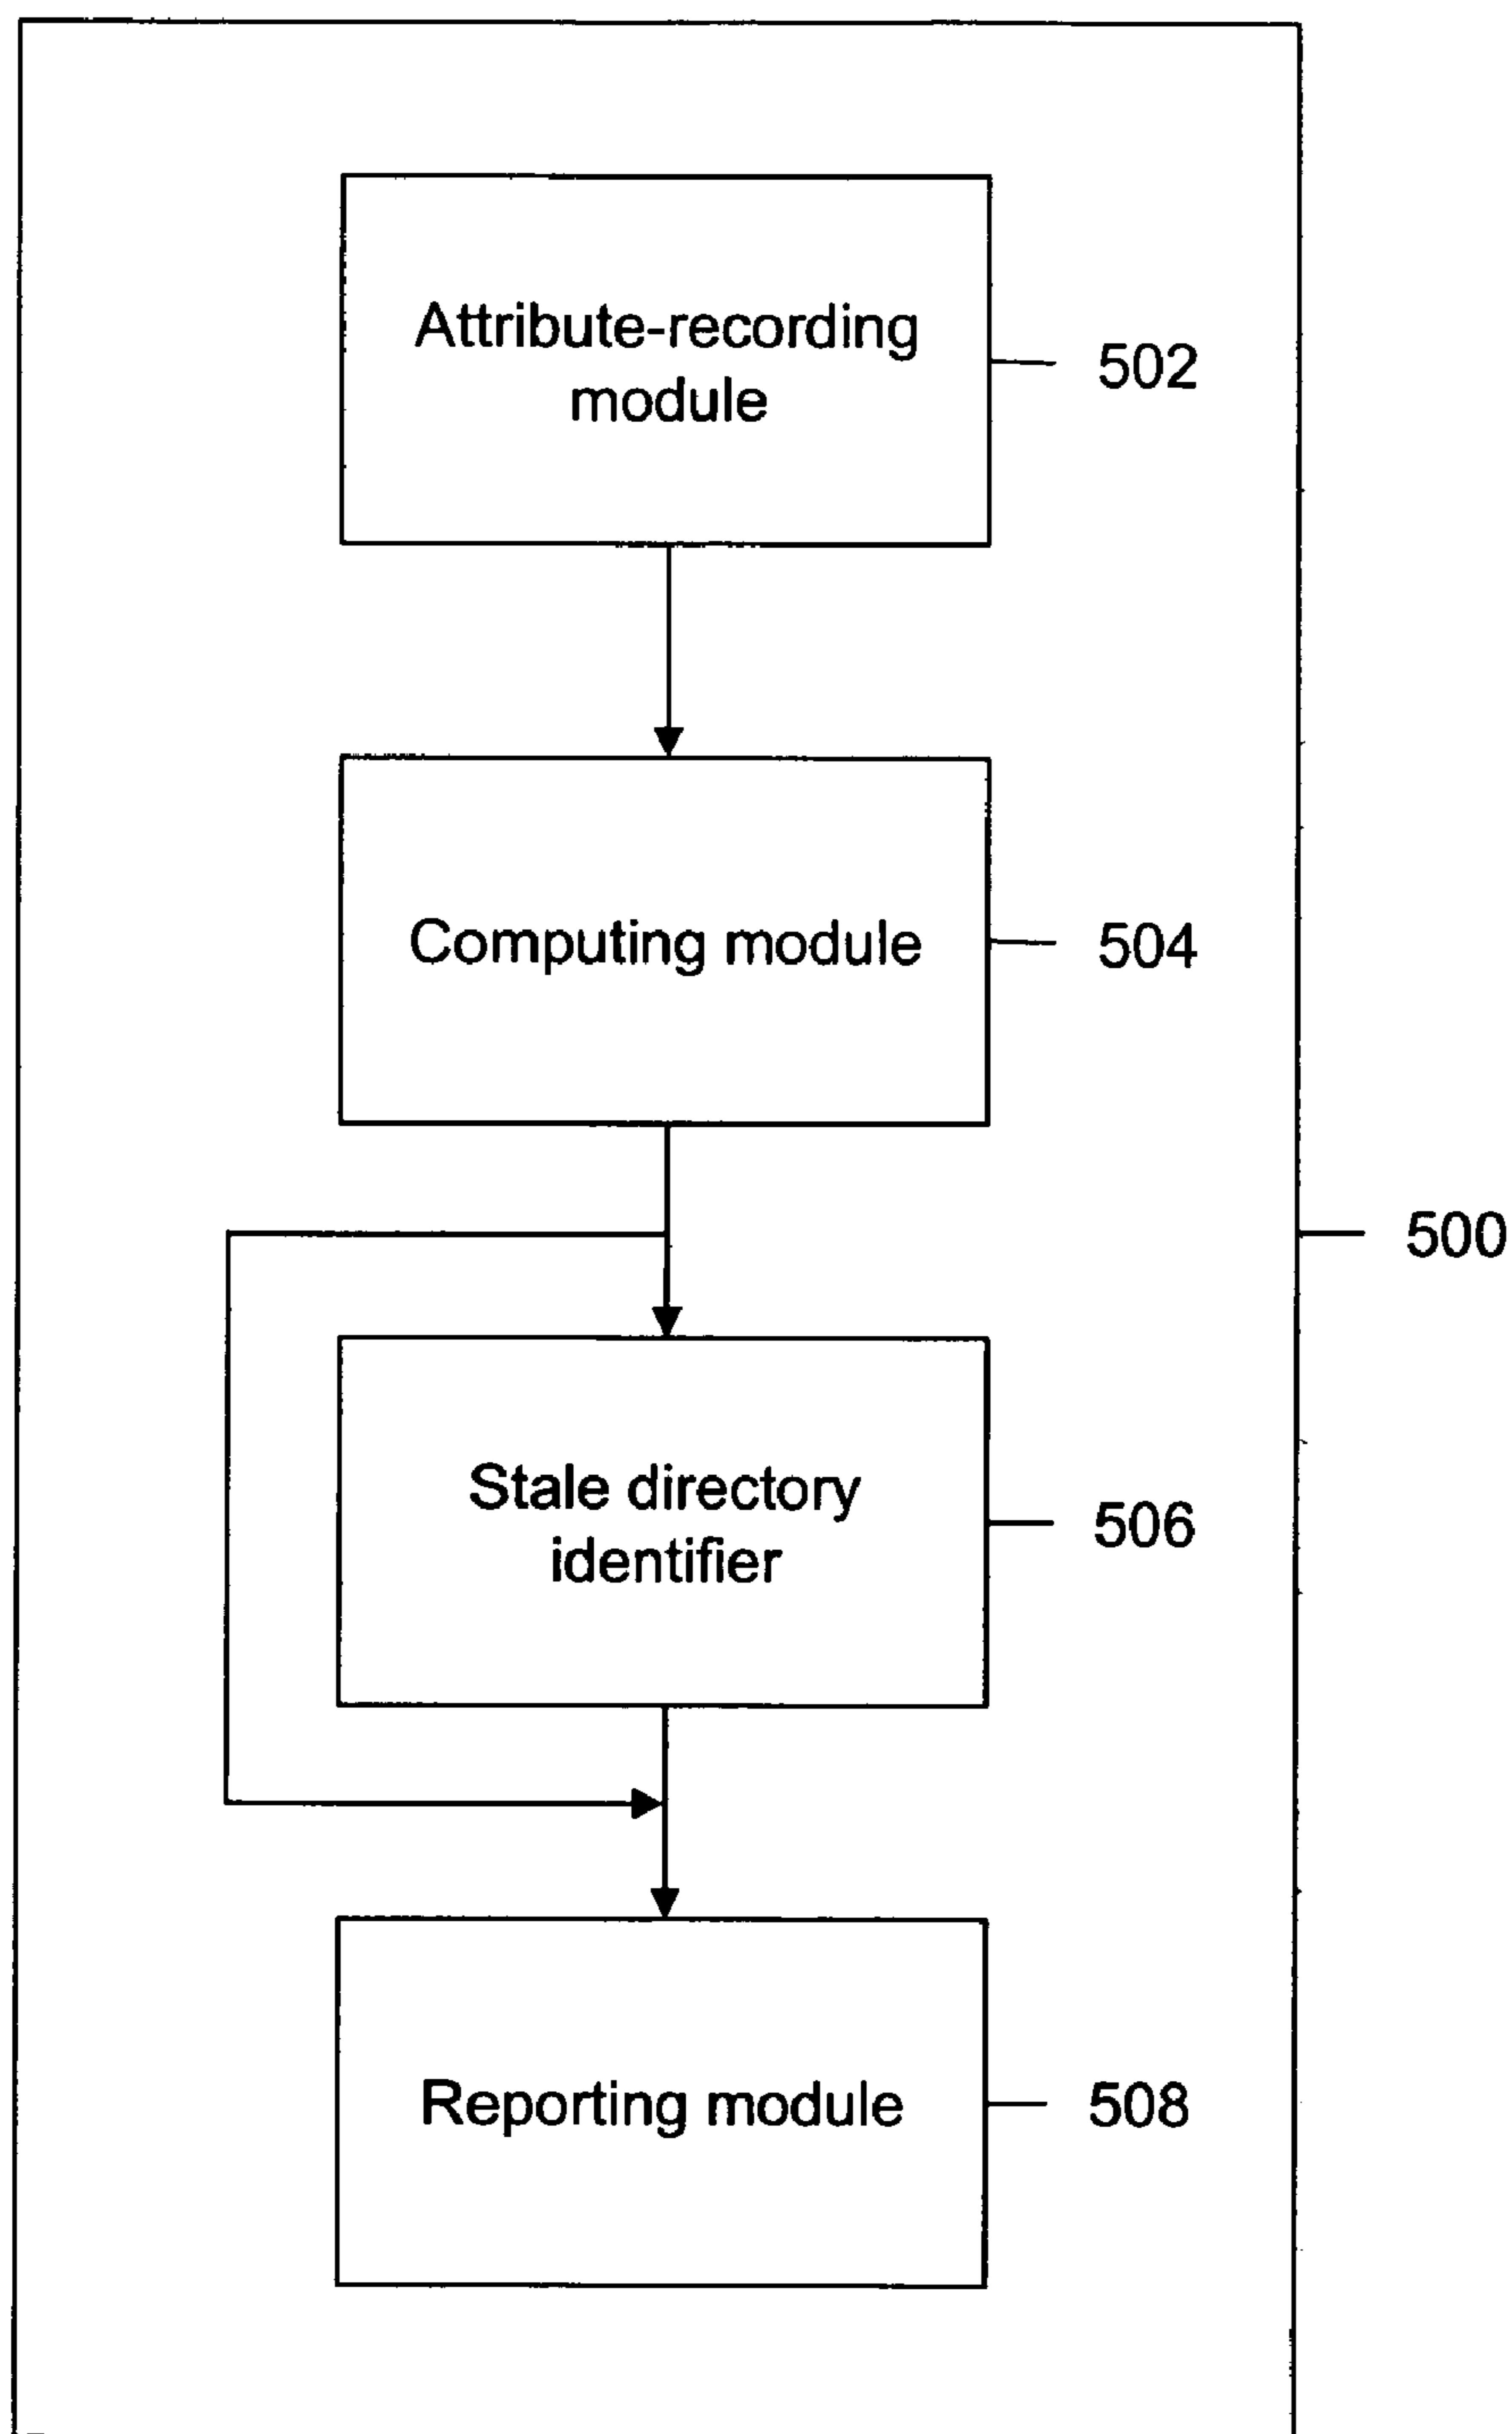 Attribute-recording
module
502
Computing module
504
500
Stale directory
identifier
506
Reporting module
508